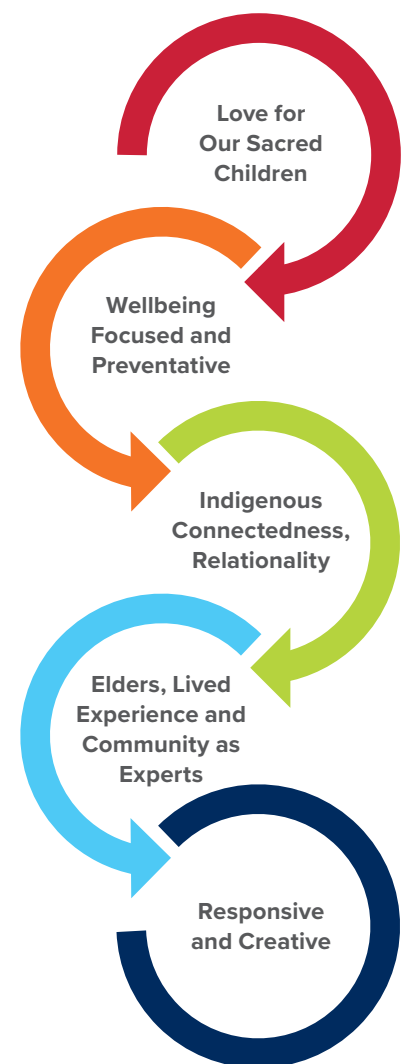 Love for
Our Sacred
Children
Wellbeing
Focused and
Preventative
Indigenous
Connectedness,
Relationality
Elders, Lived
Experience and
Community as
Experts
Responsive
and Creative